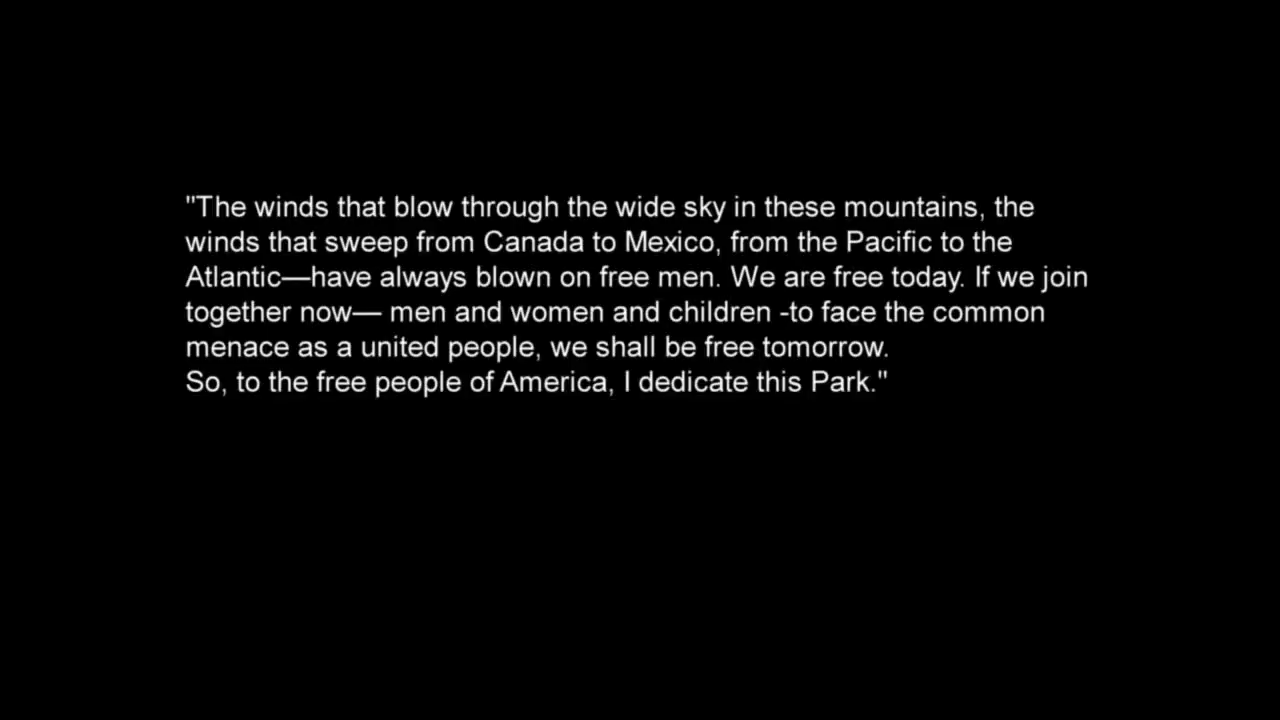 "The winds that blow through the wide sky in these mountains, the
winds that sweep from Canada to Mexico, from the Pacific to the
Atlantic—have always blown on free men. We are free today. If we join
together now— men and women and children -to face the common
menace as a united people, we shall be free tomorrow.
So, to the free people of America, I dedicate this Park."